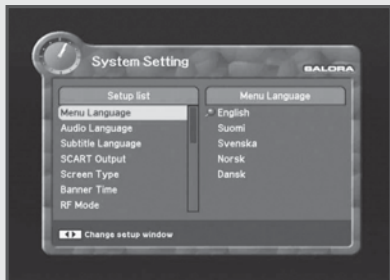 System Setting
SALORA
Setup list
Menu Language
Audio Language
Subtitle Language
SCART Output
Screen Type
Banner Time
RF Mode
Menu Language
English
Suomi
Svenska
Norsk
Dansk
Change setup window